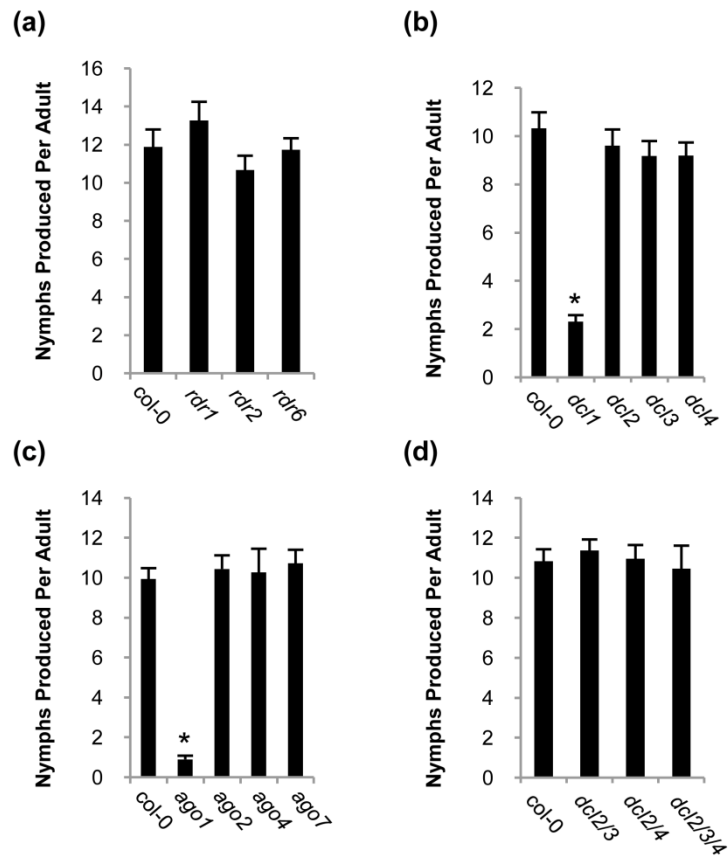 (a)
Nymphs Produced Per Adult
16
14
12
10
8
6
4
2
0
col-0
rdr1
rdr2
rdr6
(b)
Nymphs Produced Per Adult
12
10
8
6
4
2
0
*
col-0
dcl1
dcl2
dcl3
dcl4
(c)
Nymphs Produced Per Adult
14
12
10
8
6
4
2
0
*
col-0
ago1
ago2
ago4
ago7
(d)
Nymphs Produced Per Adult
14
12
10
8
6
4
2
0
col-0
dcl2/3
dcl2/4
dcl2/3/4